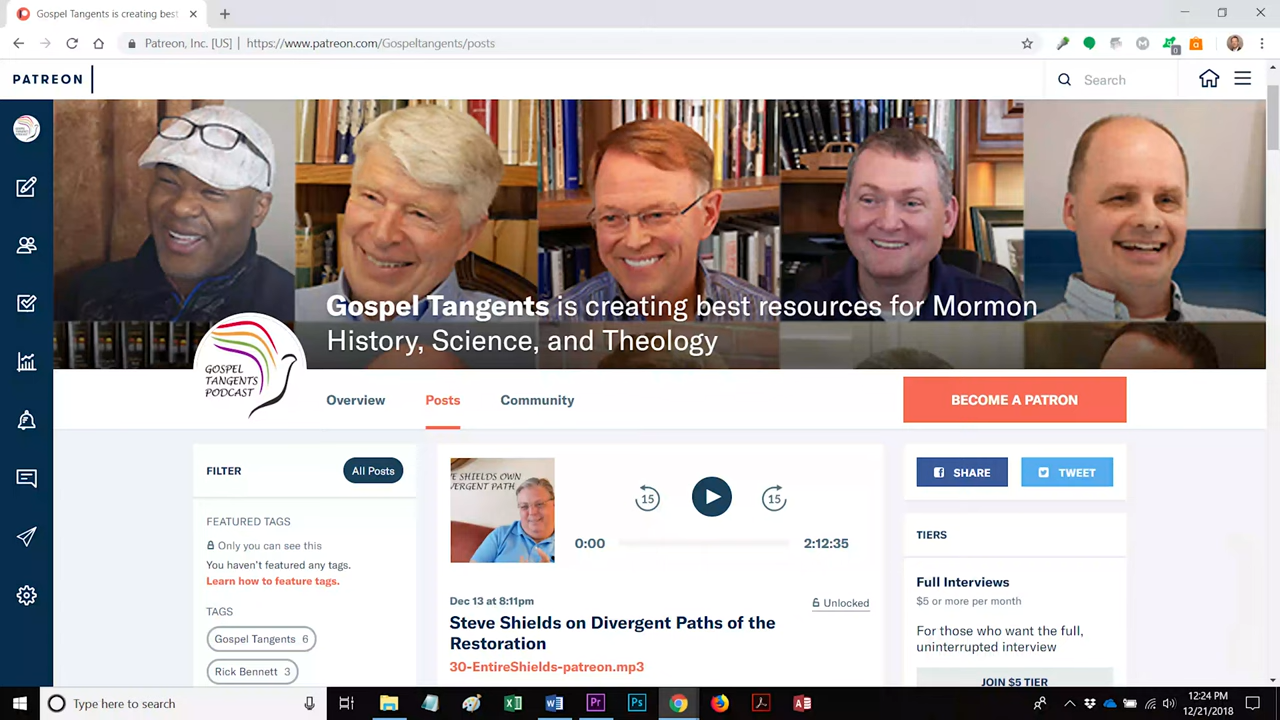 Gospel Tangents is creating best
Patreon, Inc. [US] | https://www.patreon.com/Gospeltangents/posts
0
PATREON
Search
Gospel Tangents is creating best resources for Mormon
History, Science, and Theology
GOSPEL
TANGENTS
PODCAST
Overview
Posts
Community
BECOME A PATRON
FILTER
All Posts
FEATURED TAGS
Only you can see this
You haven't featured any tags.
Learn how to feature tags.
TAGS
Gospel Tangents 6
Rick Bennett 3
E SHIELDS OWN
ERGENT PATH
15
15
0:00
2:12:35
Dec 13 at 8:11pm
Unlocked
Steve Shields on Divergent Paths of the
Restoration
30-EntireShields-patreon.mp3
SHARE
TWEET
TIERS
Full Interviews
$5 or more per month
For those who want the full,
uninterrupted interview
JOIN $5 TIER
Type here to search
12:24 PM
12/21/2018